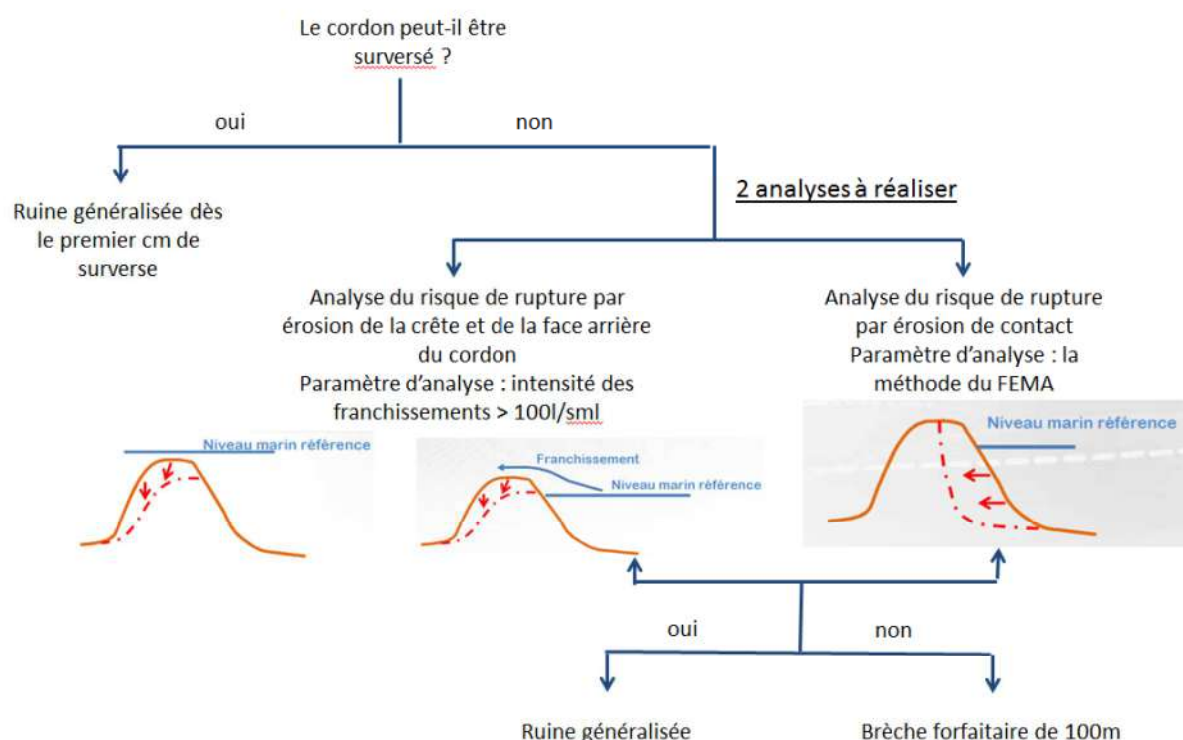 Le cordon peut-il être
surversé ?
oui
non
2 analyses à réaliser
Ruine généralisée dès
le premier cm de
surverse
Analyse du risque de rupture par
érosion de la crête et de la face arrière
du cordon
Paramètre d'analyse : intensité des
franchissements > 100l/sml
Analyse du risque de rupture
par érosion de contact
Paramètre d'analyse : la
méthode du FEMA
Niveau marin référence
Franchissement
Niveau marin référence
Niveau marin référence
oui
non
Ruine généralisée
Brèche forfaitaire de 100m